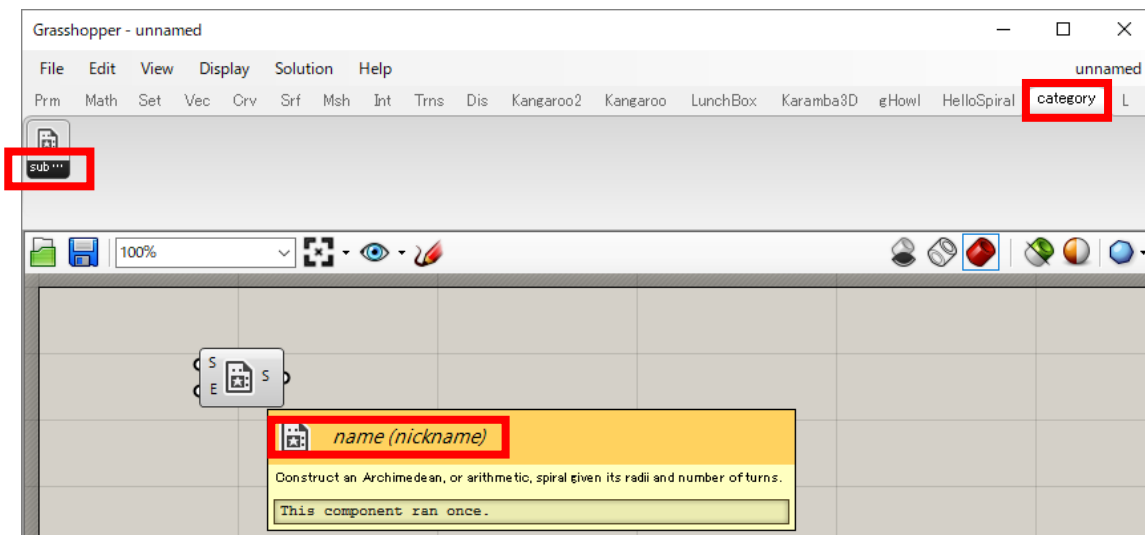 Grasshopper - unnamed
File Edit View Display Solution Help unnamed
Prm Math Set Vec Crv Srf Msh Int Trns Dis Kangaroo2 Kangaroo LunchBox Karamba3D gHowl HelloSpiral category L
sub…
100%
S S
E
name (nickname)
Construct an Archimedean, or arithmetic, spiral given its radii and number of turns.
This component ran once.